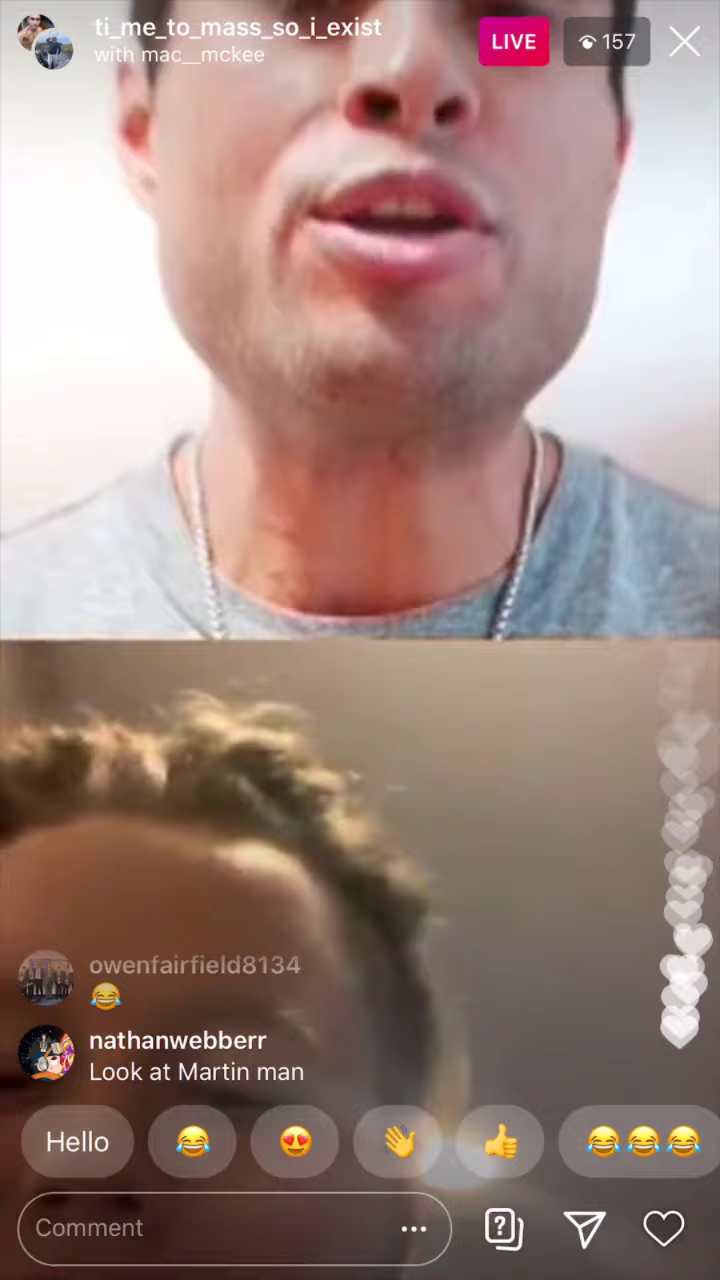 ti_me_to_mass_so_i_exist
with mac__mckee
LIVE
157
owenfairfield8134
😂
nathanwebberr
Look at Martin man
Hello
😂
😍
👋
👍
😂😂😂
Comment